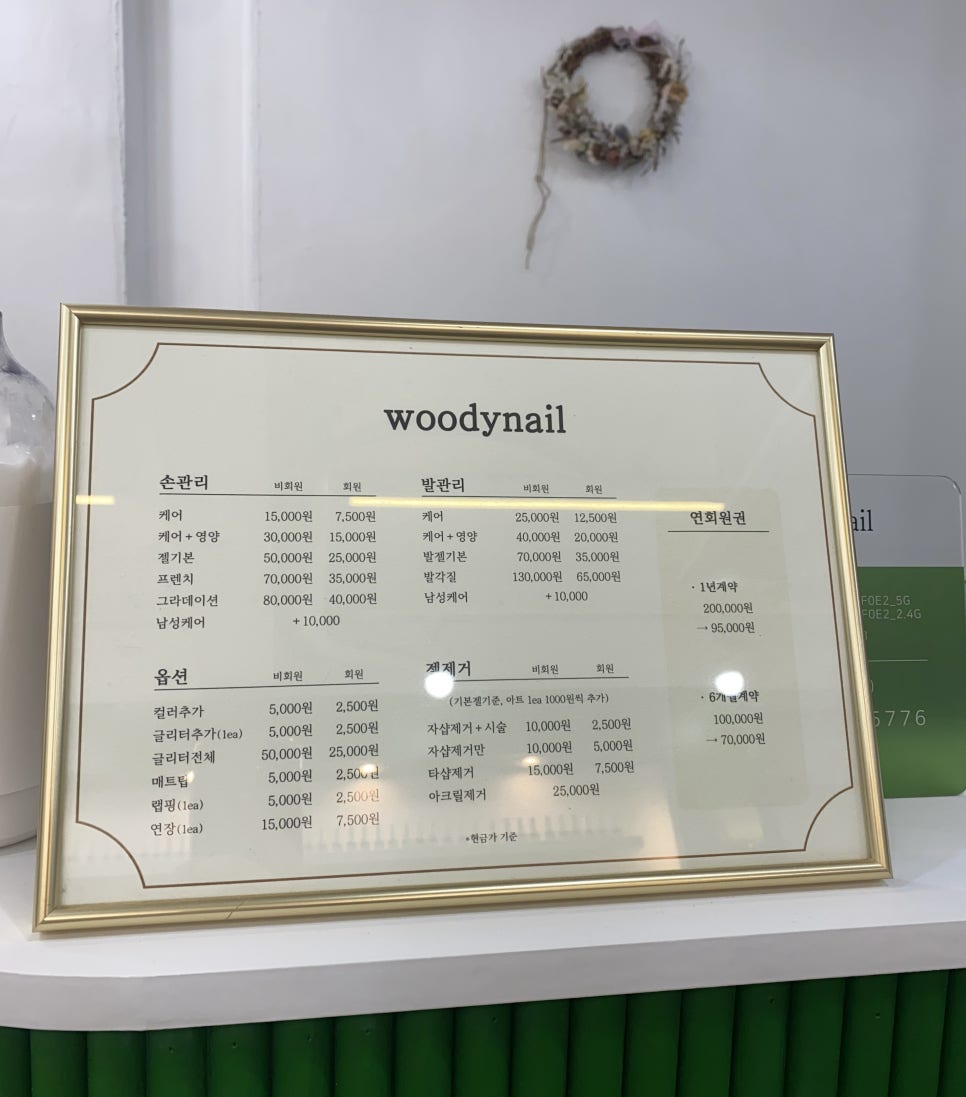 woodynail
손관리 비회원 회원
케어 15,000원 7,500원
케어 + 영양 30,000원 15,000원
젤기본 50,000원 25,000원
프렌치 70,000원 35,000원
그라데이션 80,000원 40,000원
남성케어 + 10,000
발관리 비회원 회원
케어 25,000원 12,500원
케어 + 영양 40,000원 20,000원
발젤기본 70,000원 35,000원
발각질 130,000원 65,000원
남성케어 + 10,000
옵션 비회원 회원
컬러추가 5,000원 2,500원
글리터추가(1ea) 5,000원 2,500원
글리터전체 50,000원 25,000원
매트탑 5,000원 2,500원
랩핑(1ea) 5,000원 2,500원
연장(1ea) 15,000원 7,500원
젤제거 비회원 회원
(기본젤기준, 아트 1ea 1000원씩 추가)
자샵제거 + 시술 10,000원 2,500원
자샵제거만 10,000원 5,000원
타샵제거 15,000원 7,500원
아크릴제거 25,000원
*현금가 기준
연회원권
· 1년계약
200,000원
→ 95,000원
· 6개월계약
100,000원
→ 70,000원
ail
FOE2_5G
FOE2_2.4G
5776